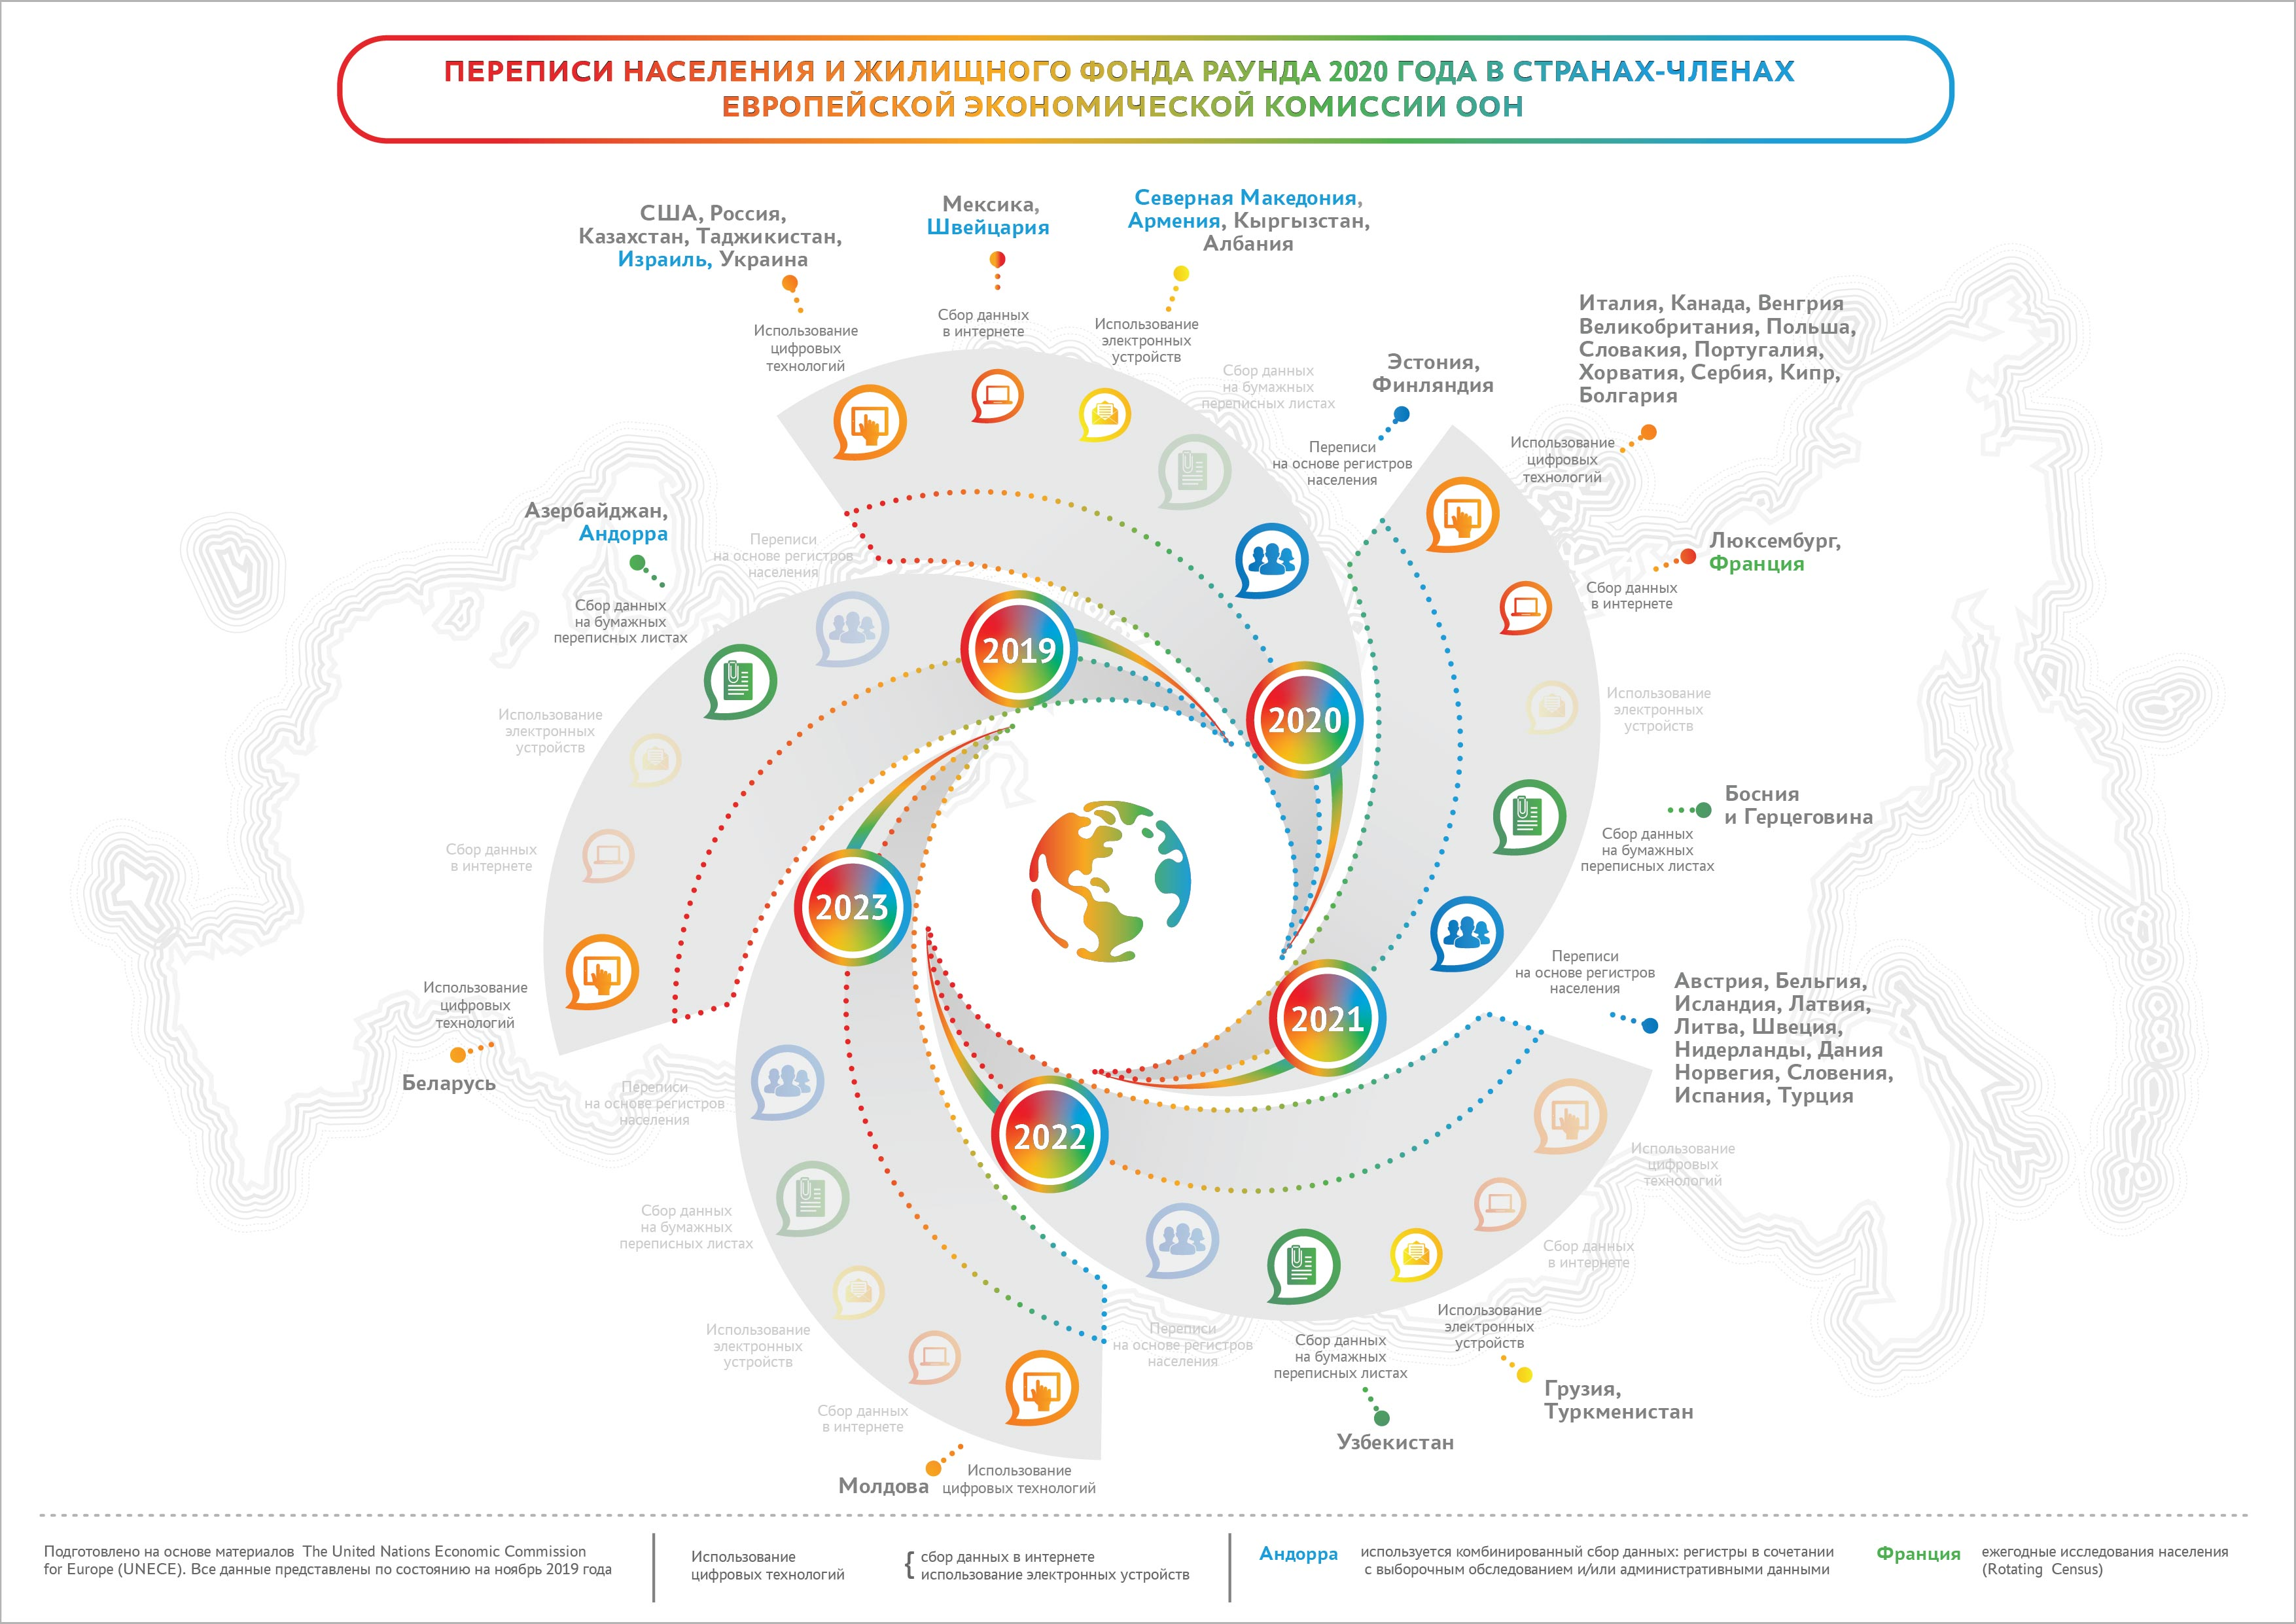 ПЕРЕПИСИ НАСЕЛЕНИЯ И ЖИЛИЩНОГО ФОНДА РАУНДА 2020 ГОДА В СТРАНАХ-ЧЛЕНАХ
ЕВРОПЕЙСКОЙ ЭКОНОМИЧЕСКОЙ КОМИССИИ ООН
США, Россия,
Казахстан, Таджикистан,
Израиль, Украина
Использование
цифровых
технологий
Мексика,
Швейцария
Сбор данных
в интернете
Северная Македония,
Армения, Кыргызстан,
Албания
Использование
электронных
устройств
Сбор данных
на бумажных
переписных листах
Эстония,
Финляндия
Переписи
на основе регистров
населения
Италия, Канада, Венгрия
Великобритания, Польша,
Словакия, Португалия,
Хорватия, Сербия, Кипр,
Болгария
Использование
цифровых
технологий
Люксембург,
Франция
Сбор данных
в интернете
Использование
электронных
устройств
Босния
и Герцеговина
Сбор данных
на бумажных
переписных листах
Переписи
на основе регистров
населения
Австрия, Бельгия,
Исландия, Латвия,
Литва, Швеция,
Нидерланды, Дания
Норвегия, Словения,
Испания, Турция
Азербайджан,
Андорра
Сбор данных
на бумажных
переписных листах
Переписи
на основе регистров
населения
Использование
электронных
устройств
Сбор данных
в интернете
Использование
цифровых
технологий
Беларусь
2019
2020
2021
2022
2023
Переписи
на основе регистров
населения
Сбор данных
на бумажных
переписных листах
Использование
электронных
устройств
Сбор данных
в интернете
Молдова
Использование
цифровых технологий
Переписи
на основе регистров
населения
Сбор данных
на бумажных
переписных листах
Узбекистан
Использование
электронных
устройств
Грузия,
Туркменистан
Сбор данных
в интернете
Использование
цифровых
технологий
Подготовлено на основе материалов The United Nations Economic Commission
for Europe (UNECE). Все данные представлены по состоянию на ноябрь 2019 года
Использование
цифровых технологий
{ сбор данных в интернете
использование электронных устройств
Андорра используется комбинированный сбор данных: регистры в сочетании
с выборочным обследованием и/или административными данными
Франция ежегодные исследования населения
(Rotating Census)